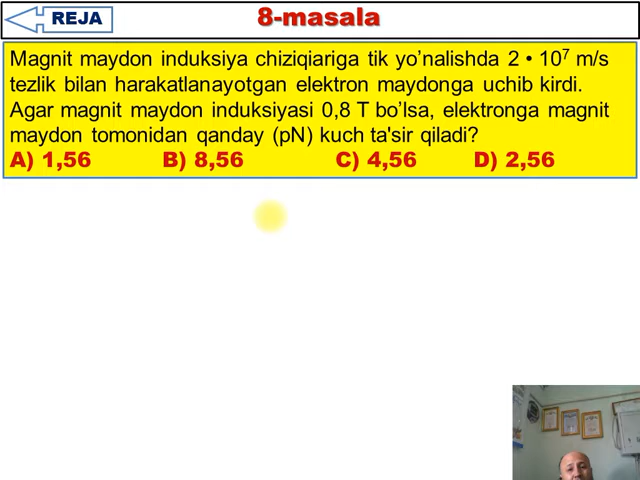 REJA
8-masala
Magnit maydon induksiya chiziqiariga tik yo’nalishda 2 • 10⁷ m/s
tezlik bilan harakatlanayotgan elektron maydonga uchib kirdi.
Agar magnit maydon induksiyasi 0,8 T bo’lsa, elektronga magnit
maydon tomonidan qanday (pN) kuch ta'sir qiladi?
A) 1,56 B) 8,56 C) 4,56 D) 2,56